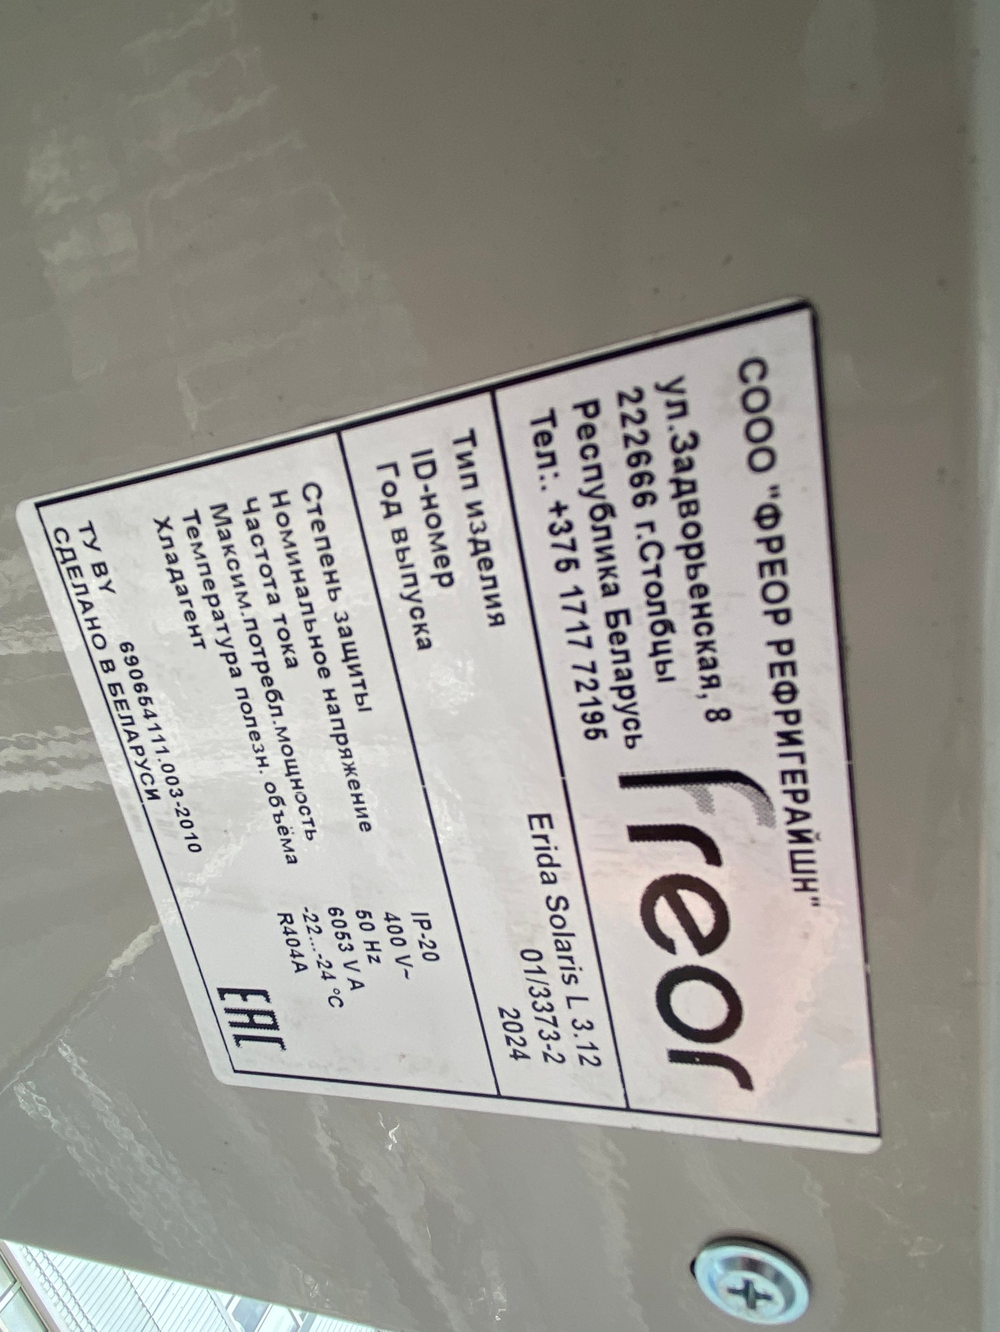 СООО "ФРЕОР РЕФРИГЕРАЙШН"
ул.Задворьенская, 8
222666 г.Столбцы
Республика Беларусь
Тел:. +375 1717 72195
freor
Тип изделия Erida Solaris L 3.12
ID-номер 01/3373-2
Год выпуска 2024
Степень защиты IP-20
Номинальное напряжение 400 V~
Частота тока 50 Hz
Максим.потребл.мощность 6053 V A
Температура полезн. объёма -22...-24 °C
Хладагент R404A
ТУ BY 690654111.003-2010
СДЕЛАНО В БЕЛАРУСИ
EAC